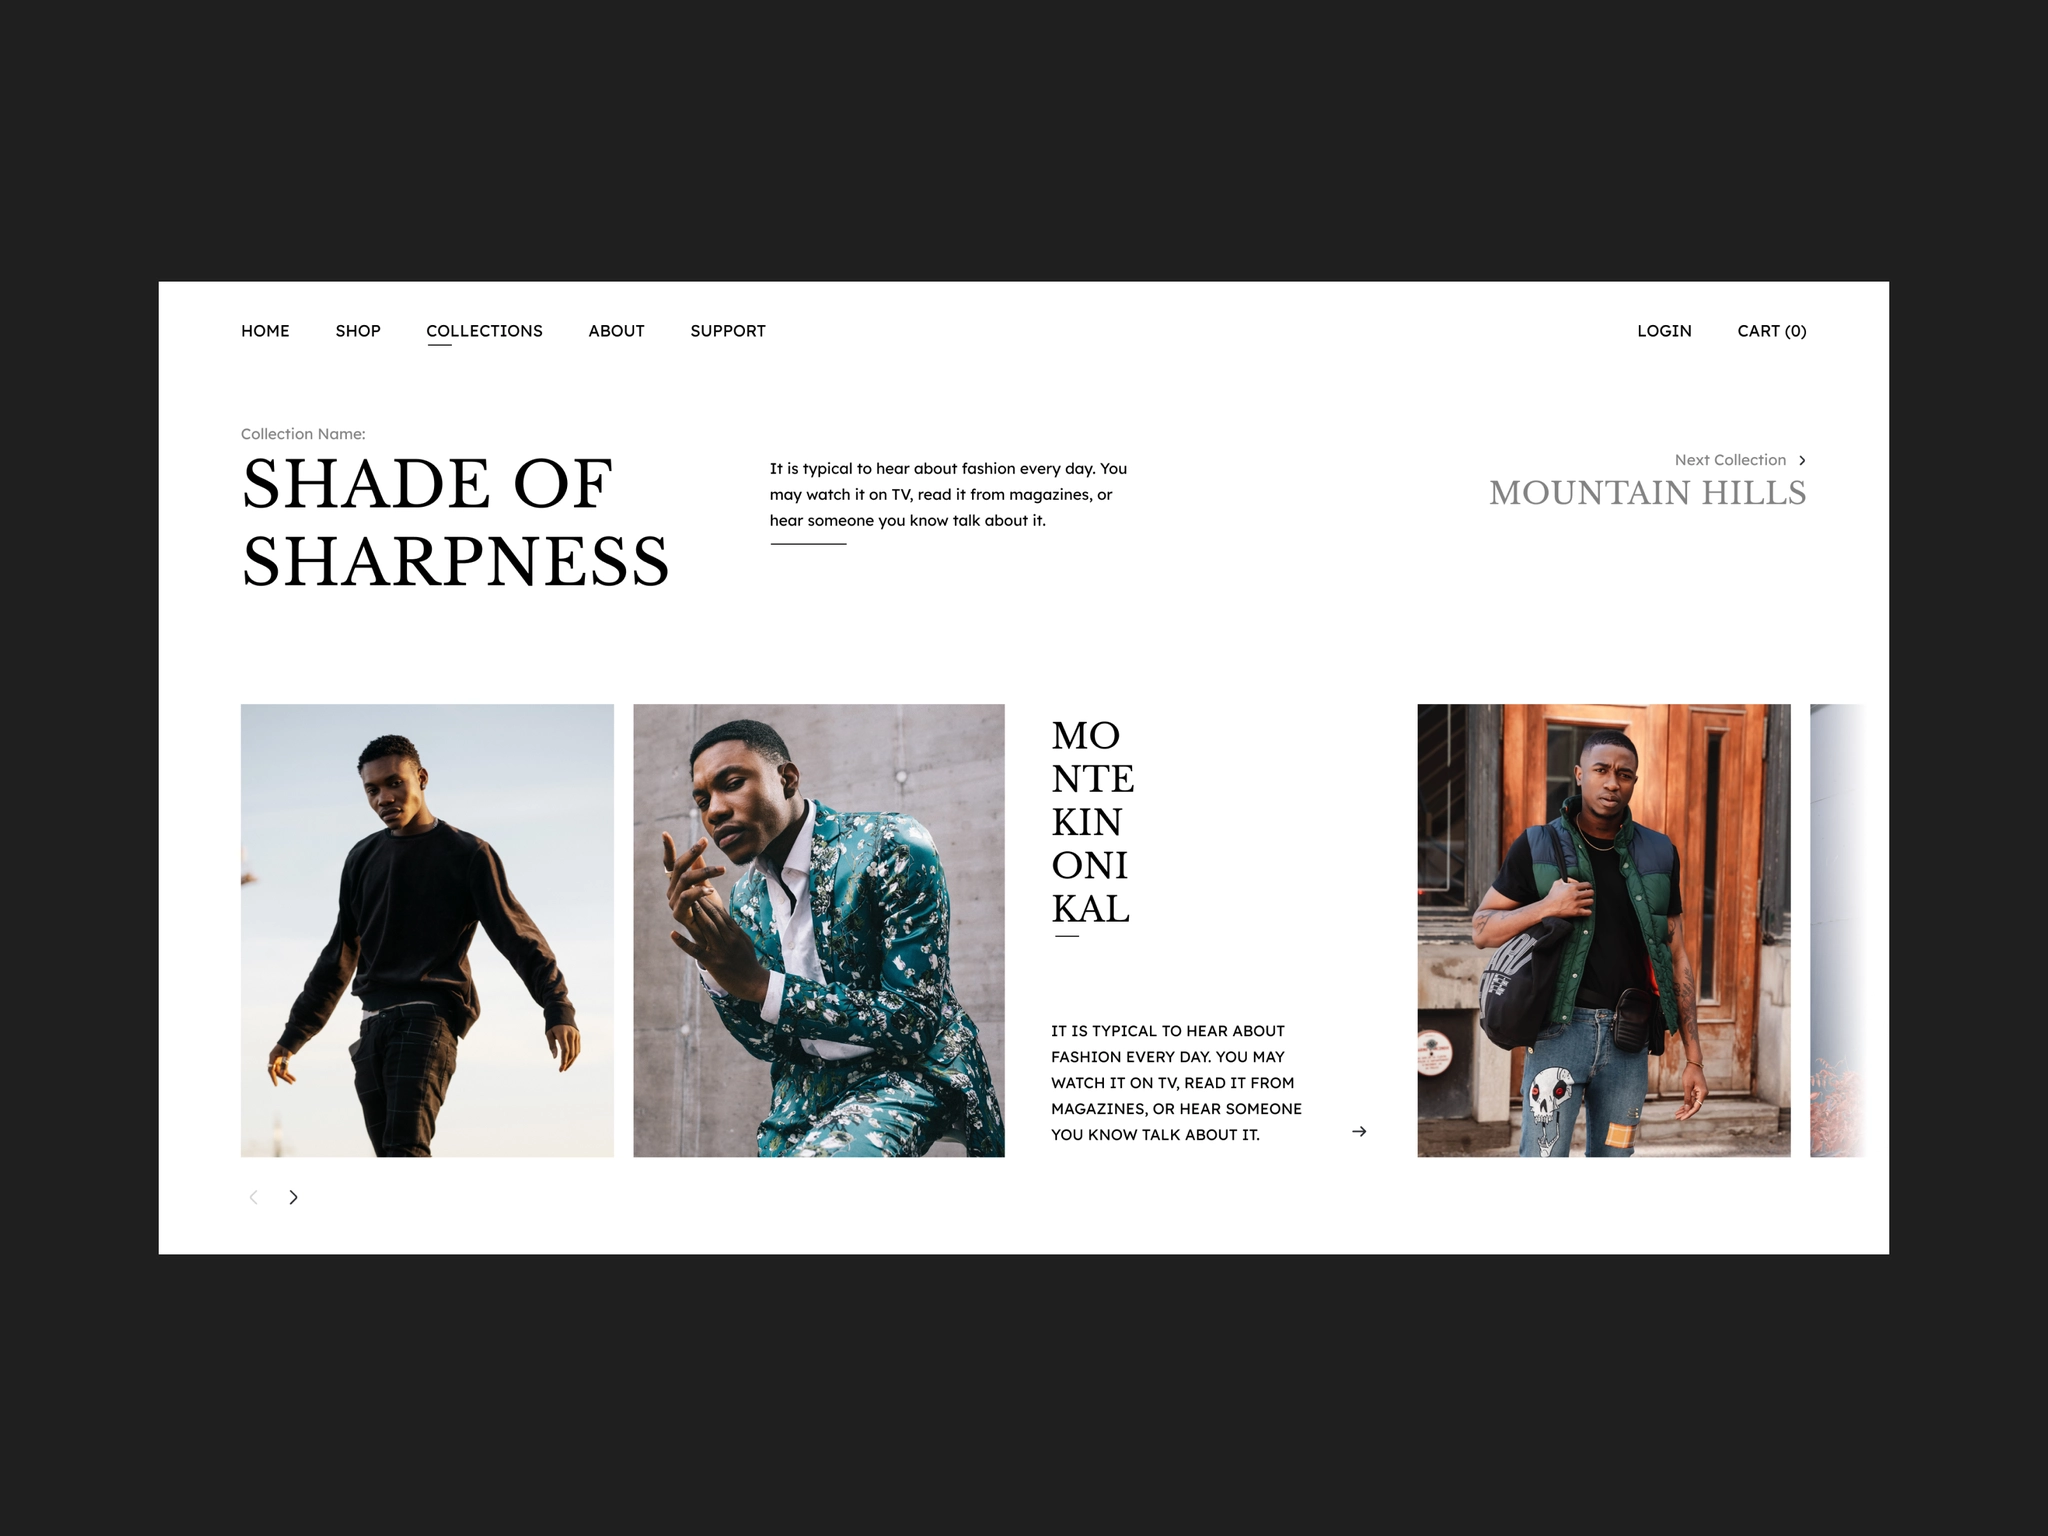 HOME SHOP COLLECTIONS ABOUT SUPPORT LOGIN CART (0)
Collection Name:
SHADE OF
SHARPNESS
It is typical to hear about fashion every day. You
may watch it on TV, read it from magazines, or
hear someone you know talk about it.
Next Collection
MOUNTAIN HILLS
MO
NTE
KIN
ONI
KAL
IT IS TYPICAL TO HEAR ABOUT
FASHION EVERY DAY. YOU MAY
WATCH IT ON TV, READ IT FROM
MAGAZINES, OR HEAR SOMEONE
YOU KNOW TALK ABOUT IT.